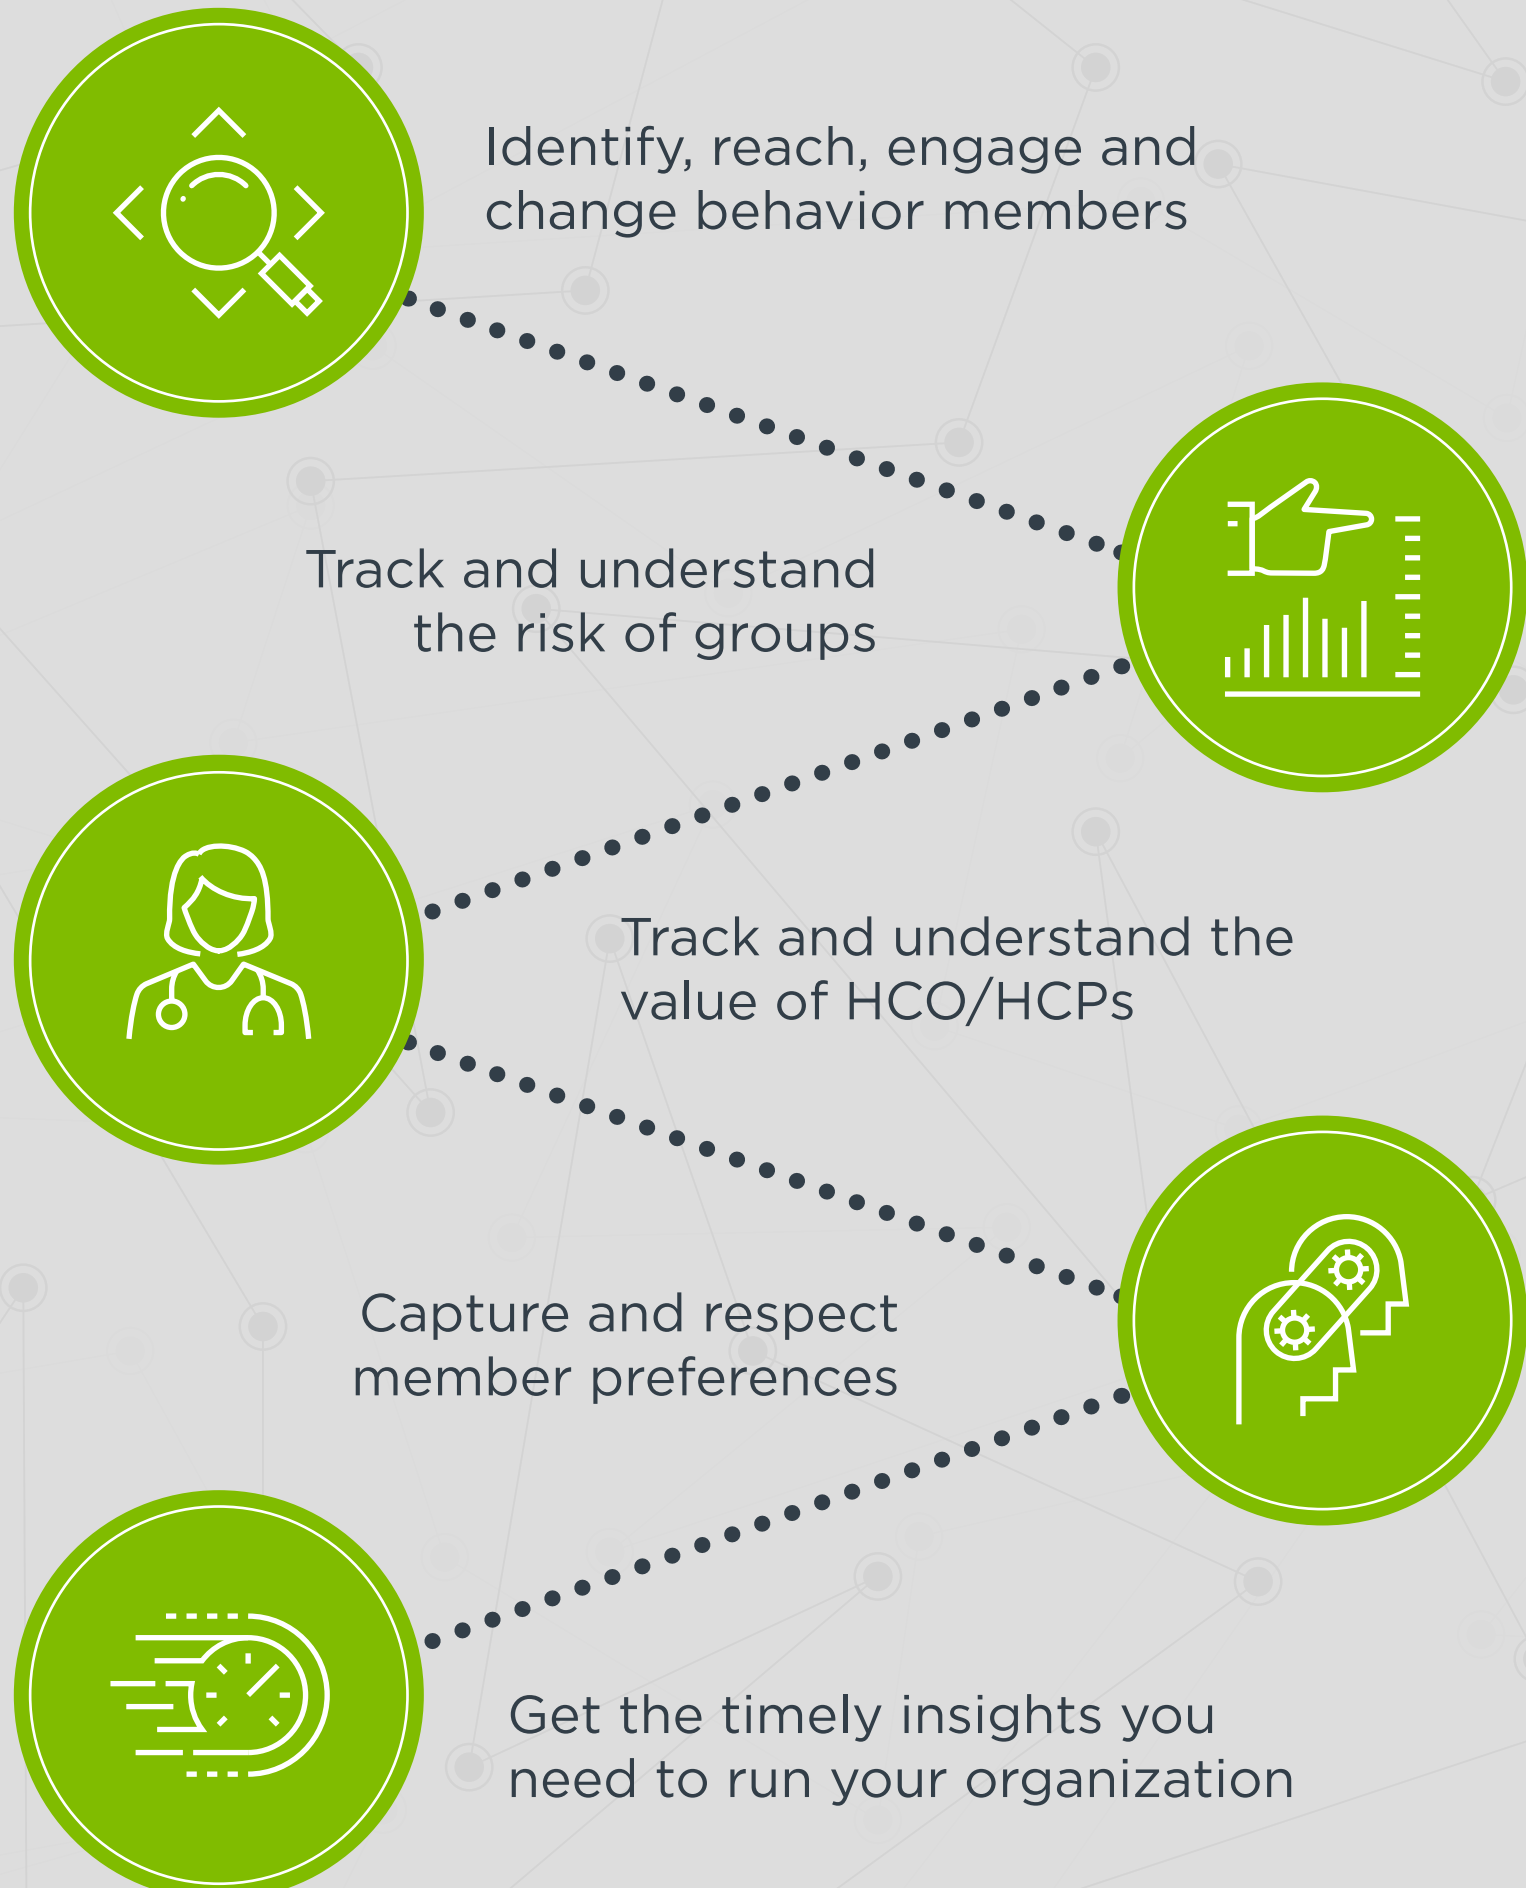 Identify, reach, engage and
change behavior members
Track and understand
the risk of groups
Track and understand the
value of HCO/HCPs
Capture and respect
member preferences
Get the timely insights you
need to run your organization